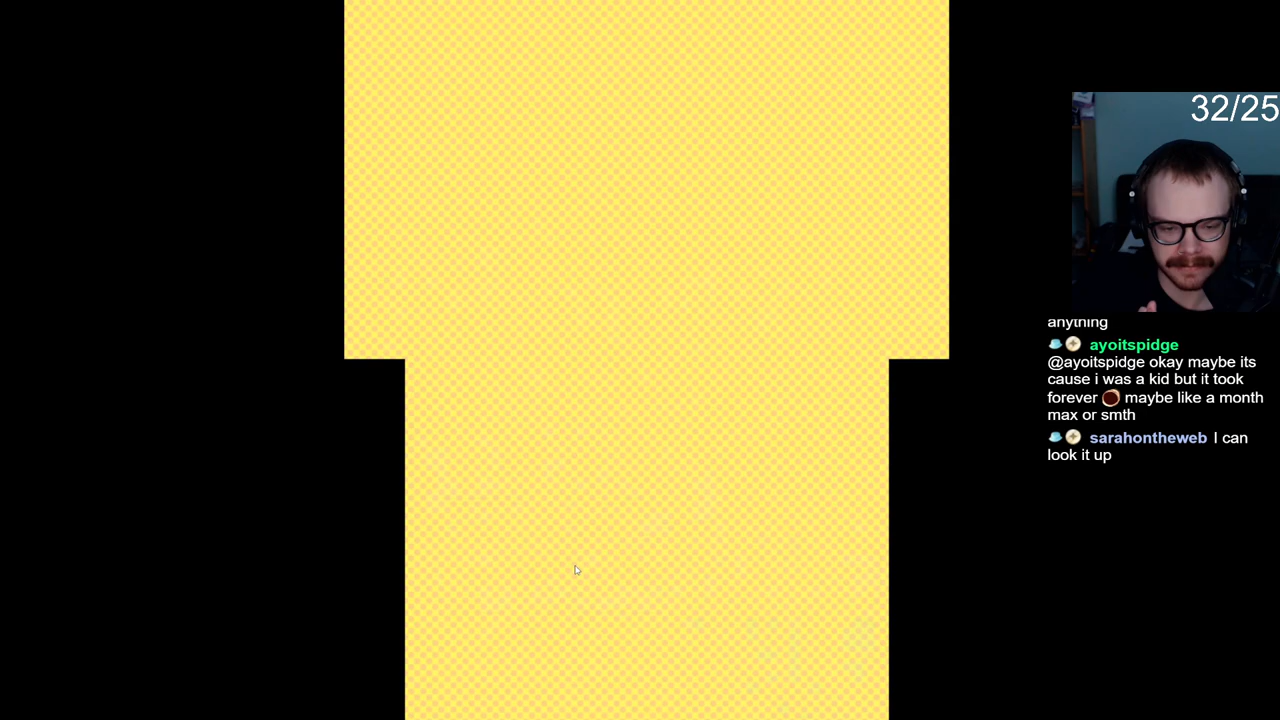 32/25
anything
ayoitspidge
@ayoitspidge okay maybe its
cause i was a kid but it took
forever maybe like a month
max or smth
sarahontheweb I can
look it up